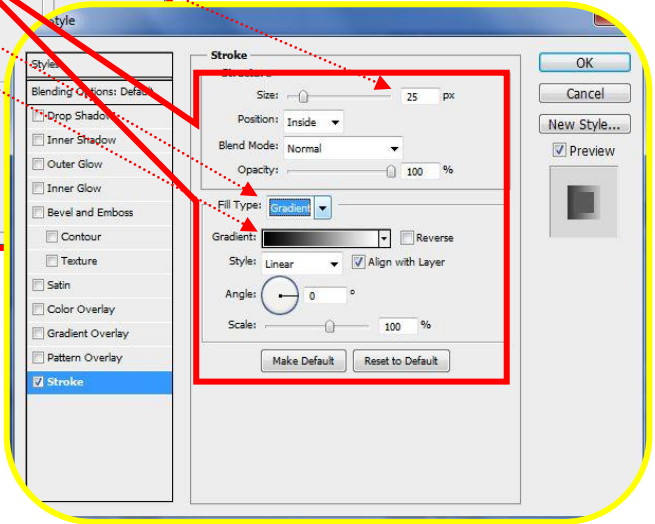 Style
Styles
Blending Options: Default
Drop Shadow
Inner Shadow
Outer Glow
Inner Glow
Bevel and Emboss
Contour
Texture
Satin
Color Overlay
Gradient Overlay
Pattern Overlay
Stroke
Stroke
Structure
Size: 25 px
Position: Inside
Blend Mode: Normal
Opacity: 100 %
Fill Type: Gradient
Gradient: Reverse
Style: Linear Align with Layer
Angle: 0 °
Scale: 100 %
Make Default Reset to Default
OK
Cancel
New Style...
Preview